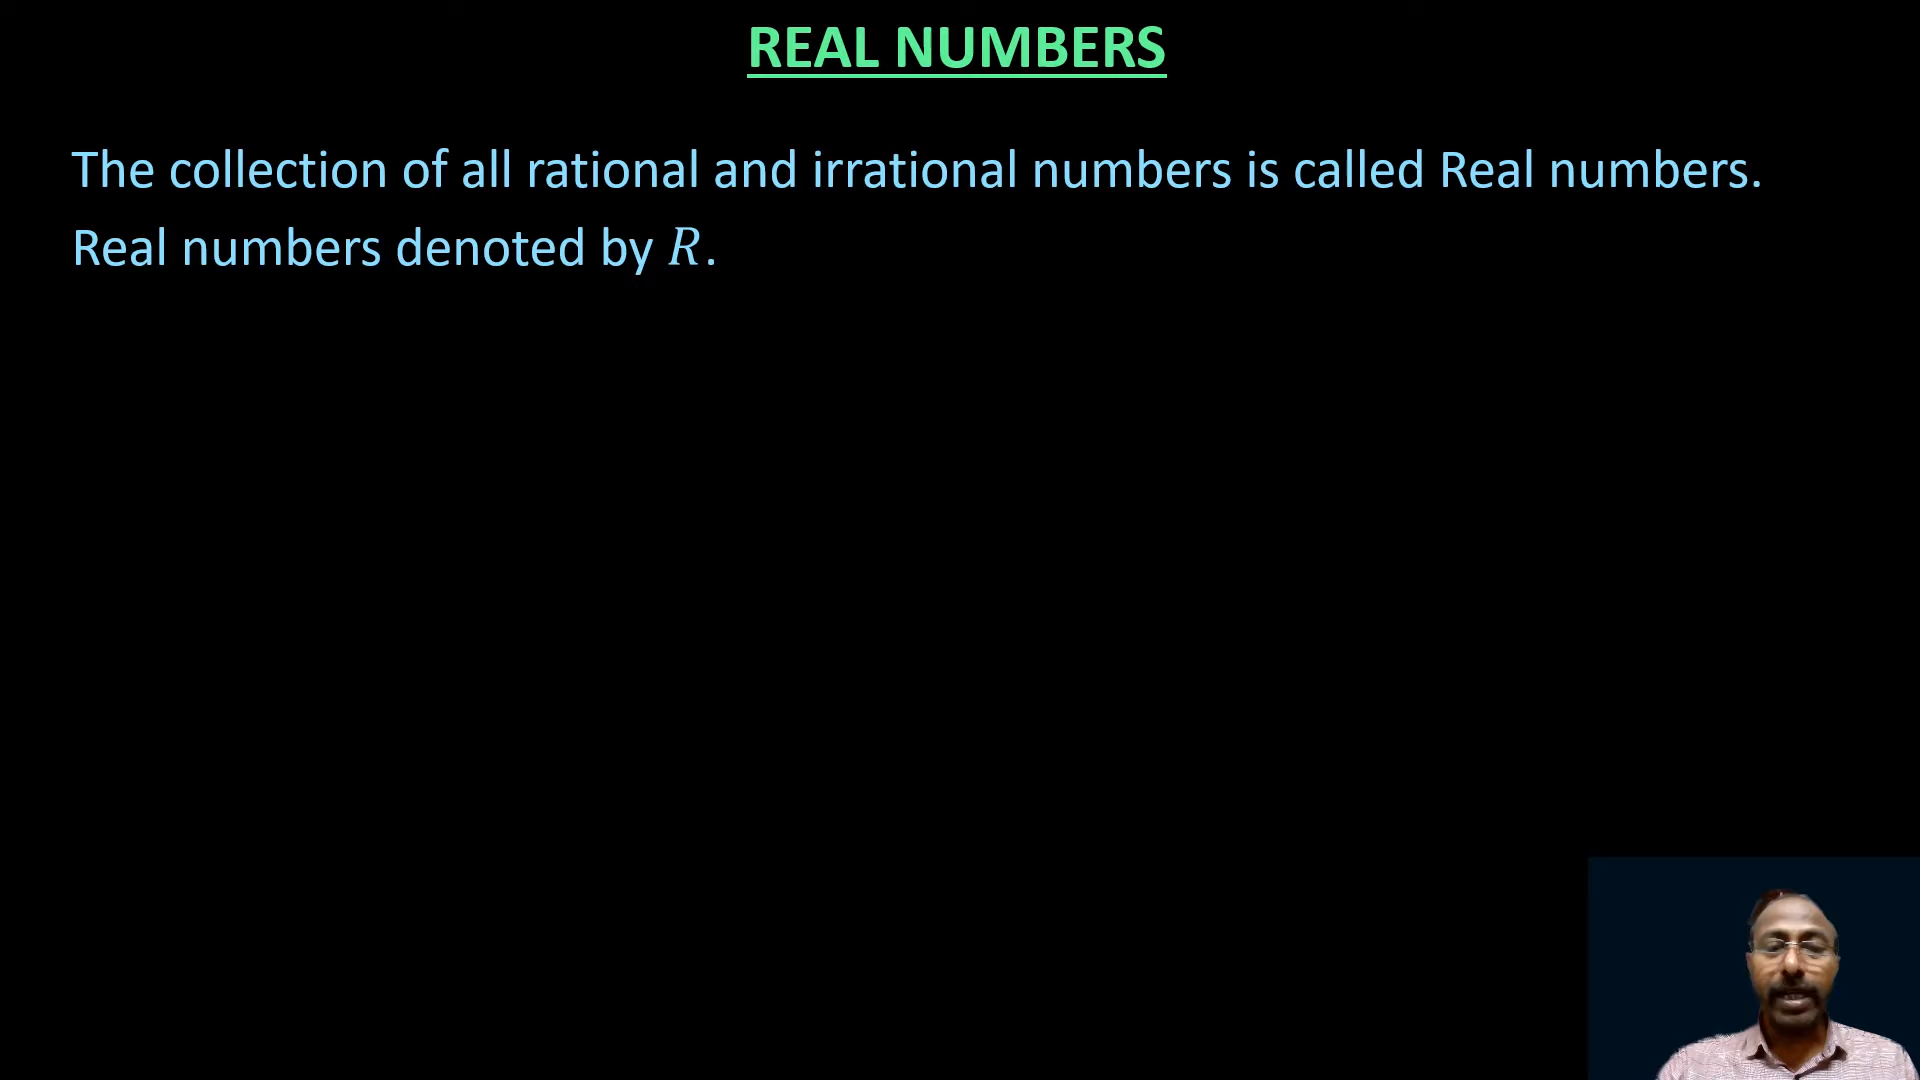 REAL NUMBERS
The collection of all rational and irrational numbers is called Real numbers.
Real numbers denoted by R.